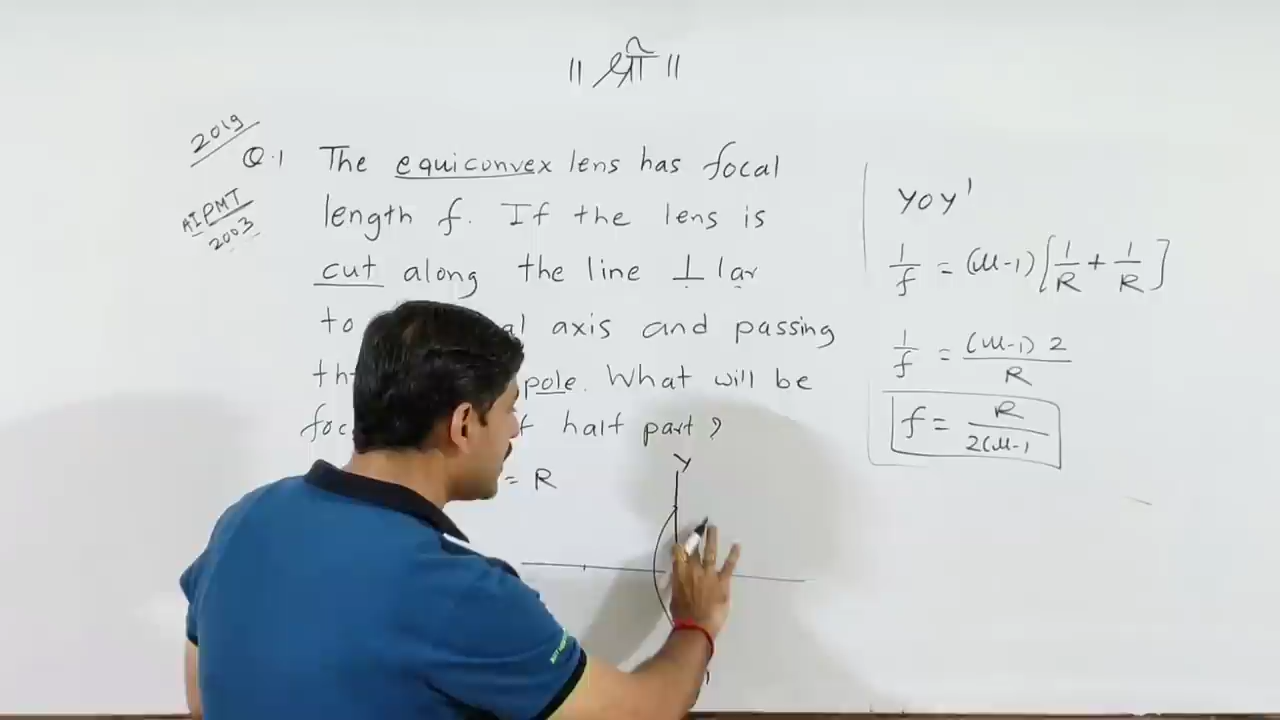 || श्री ||
2019
Q.1 The equiconvex lens has focal
AIPMT
2003
length f. If the lens is
cut along the line ⊥lar
to axis and passing
pole. What will be
half part?
= R
Y
YOY'
1/f = (μ-1) [1/R + 1/R]
1/f = (μ-1) 2 / R
f = R / 2(μ-1